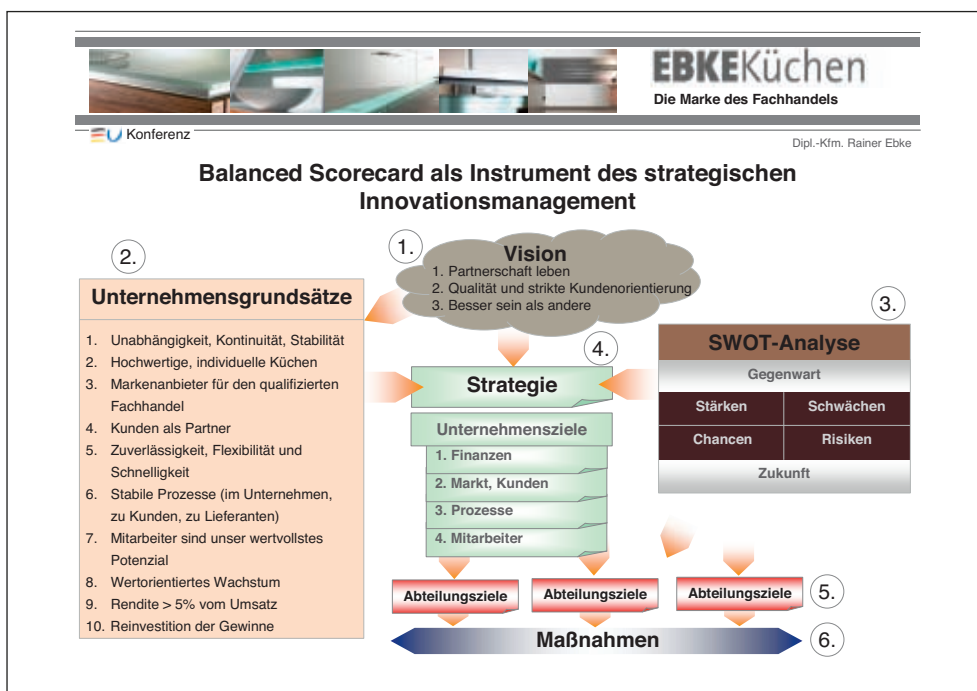 EBKEKüchen
Die Marke des Fachhandels
EU Konferenz
Dipl.-Kfm. Rainer Ebke
Balanced Scorecard als Instrument des strategischen
Innovationsmanagement
1.
Vision
1. Partnerschaft leben
2. Qualität und strikte Kundenorientierung
3. Besser sein als andere
2.
Unternehmensgrundsätze
1. Unabhängigkeit, Kontinuität, Stabilität
2. Hochwertige, individuelle Küchen
3. Markenanbieter für den qualifizierten
Fachhandel
4. Kunden als Partner
5. Zuverlässigkeit, Flexibilität und
Schnelligkeit
6. Stabile Prozesse (im Unternehmen,
zu Kunden, zu Lieferanten)
7. Mitarbeiter sind unser wertvollstes
Potenzial
8. Wertorientiertes Wachstum
9. Rendite > 5% vom Umsatz
10. Reinvestition der Gewinne
3.
SWOT-Analyse
Gegenwart
Stärken Schwächen
Chancen Risiken
Zukunft
4.
Strategie
Unternehmensziele
1. Finanzen
2. Markt, Kunden
3. Prozesse
4. Mitarbeiter
Abteilungsziele Abteilungsziele Abteilungsziele 5.
Maßnahmen 6.